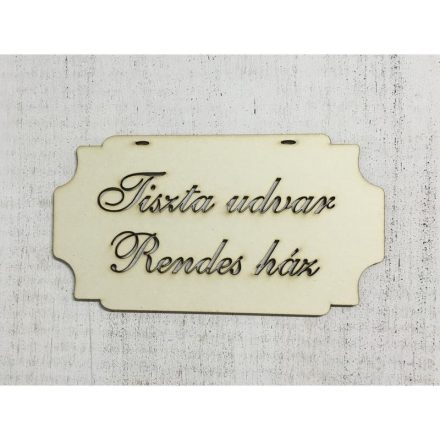 Tiszta udvar
Rendes ház